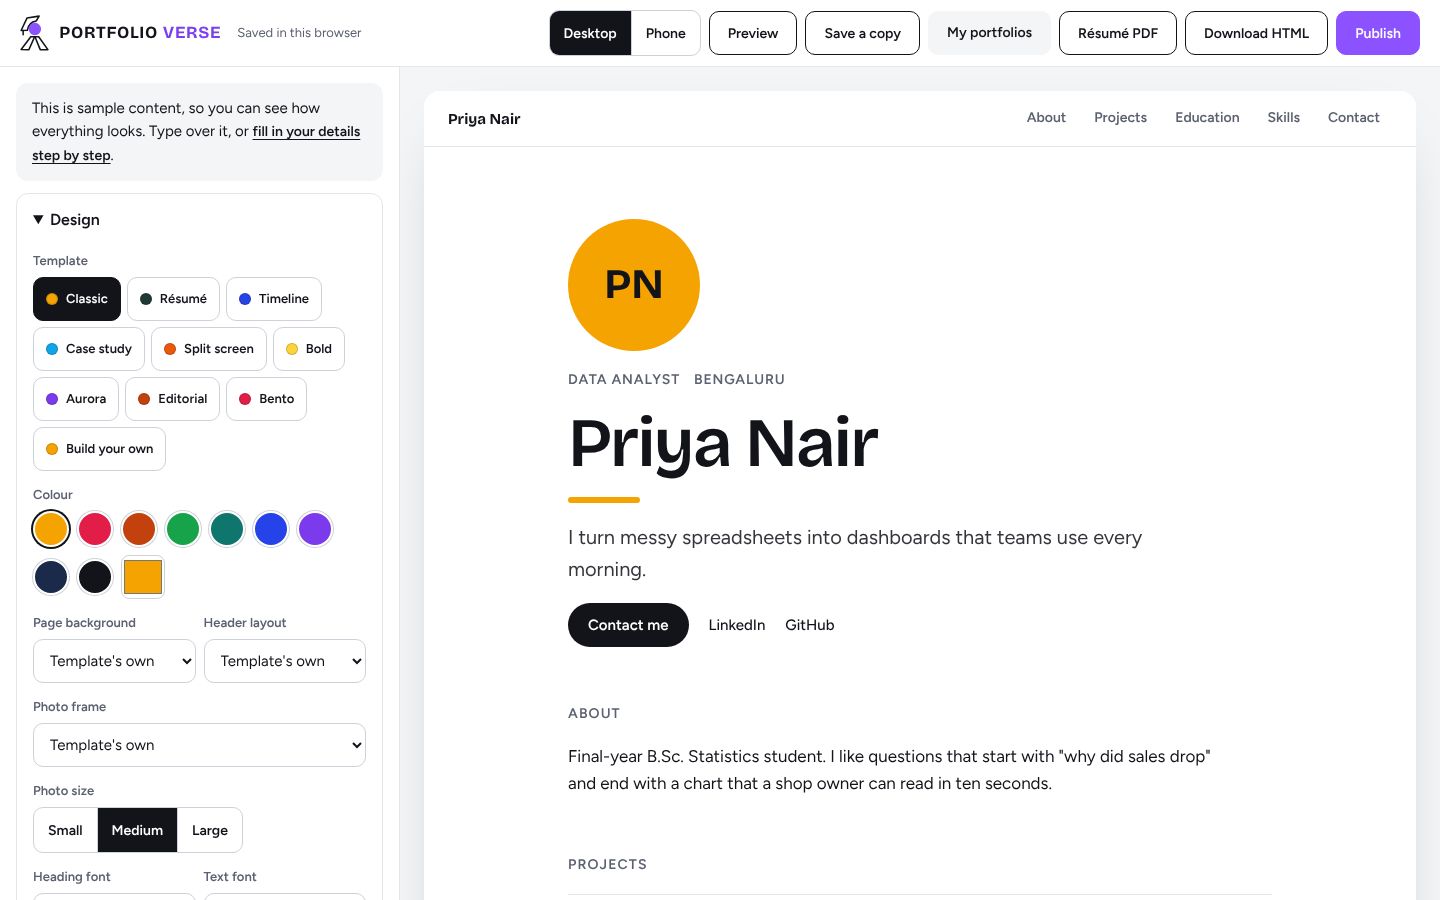 PORTFOLIO VERSE
Saved in this browser
Desktop
Phone
Preview
Save a copy
My portfolios
Résumé PDF
Download HTML
Publish
This is sample content, so you can see how
everything looks. Type over it, or fill in your details
step by step.
Design
Template
Classic
Résumé
Timeline
Case study
Split screen
Bold
Aurora
Editorial
Bento
Build your own
Colour
Page background
Header layout
Template's own
Template's own
Photo frame
Template's own
Photo size
Small
Medium
Large
Heading font
Text font
Priya Nair
About
Projects
Education
Skills
Contact
PN
DATA ANALYST BENGALURU
Priya Nair
I turn messy spreadsheets into dashboards that teams use every
morning.
Contact me
LinkedIn
GitHub
ABOUT
Final-year B.Sc. Statistics student. I like questions that start with "why did sales drop"
and end with a chart that a shop owner can read in ten seconds.
PROJECTS